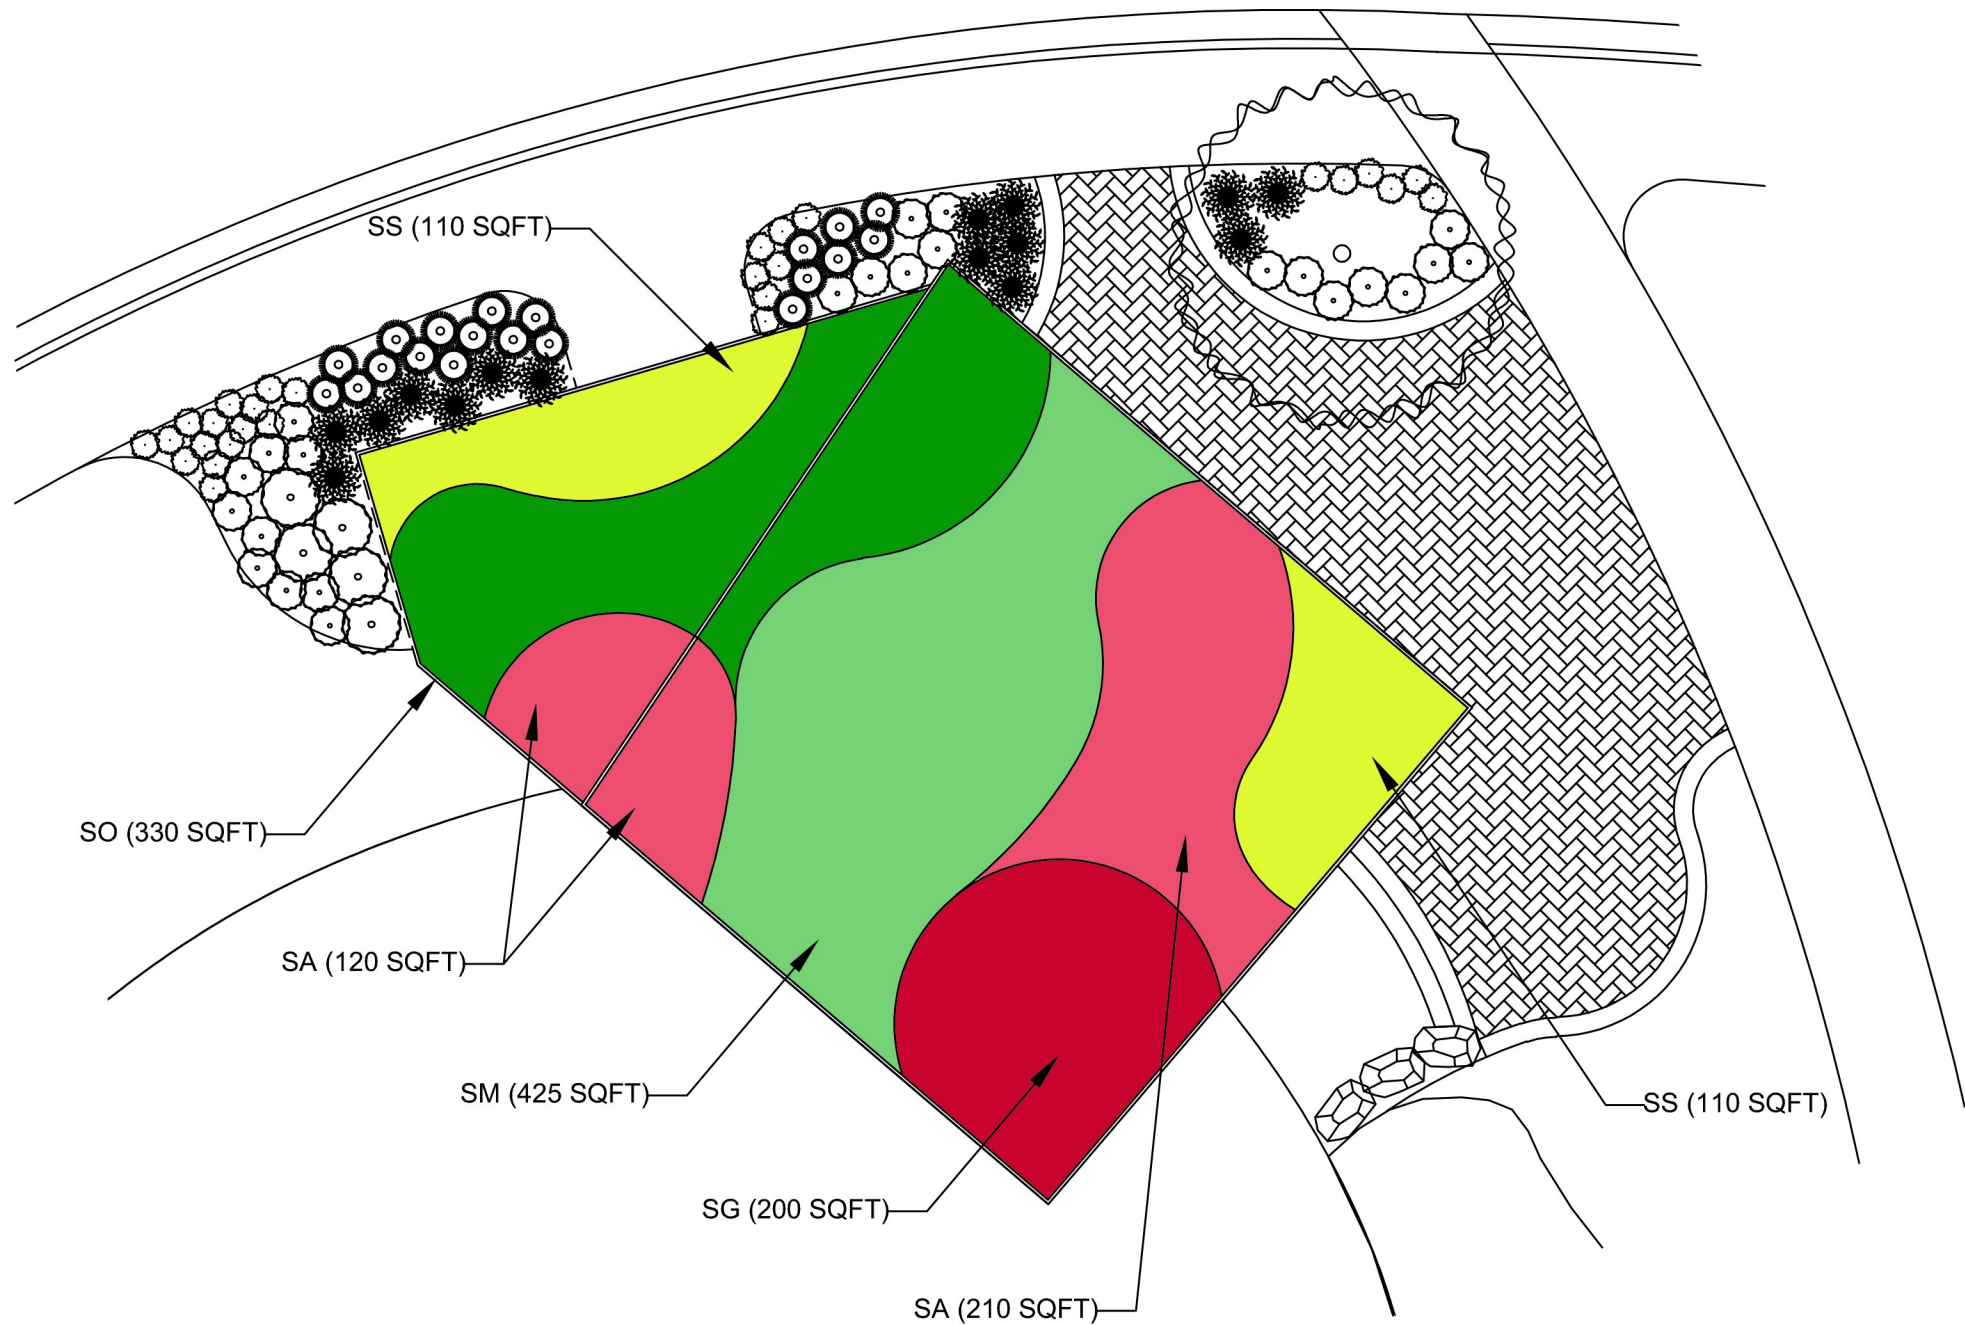 SS (110 SQFT)
SO (330 SQFT)
SA (120 SQFT)
SM (425 SQFT)
SS (110 SQFT)
SG (200 SQFT)
SA (210 SQFT)